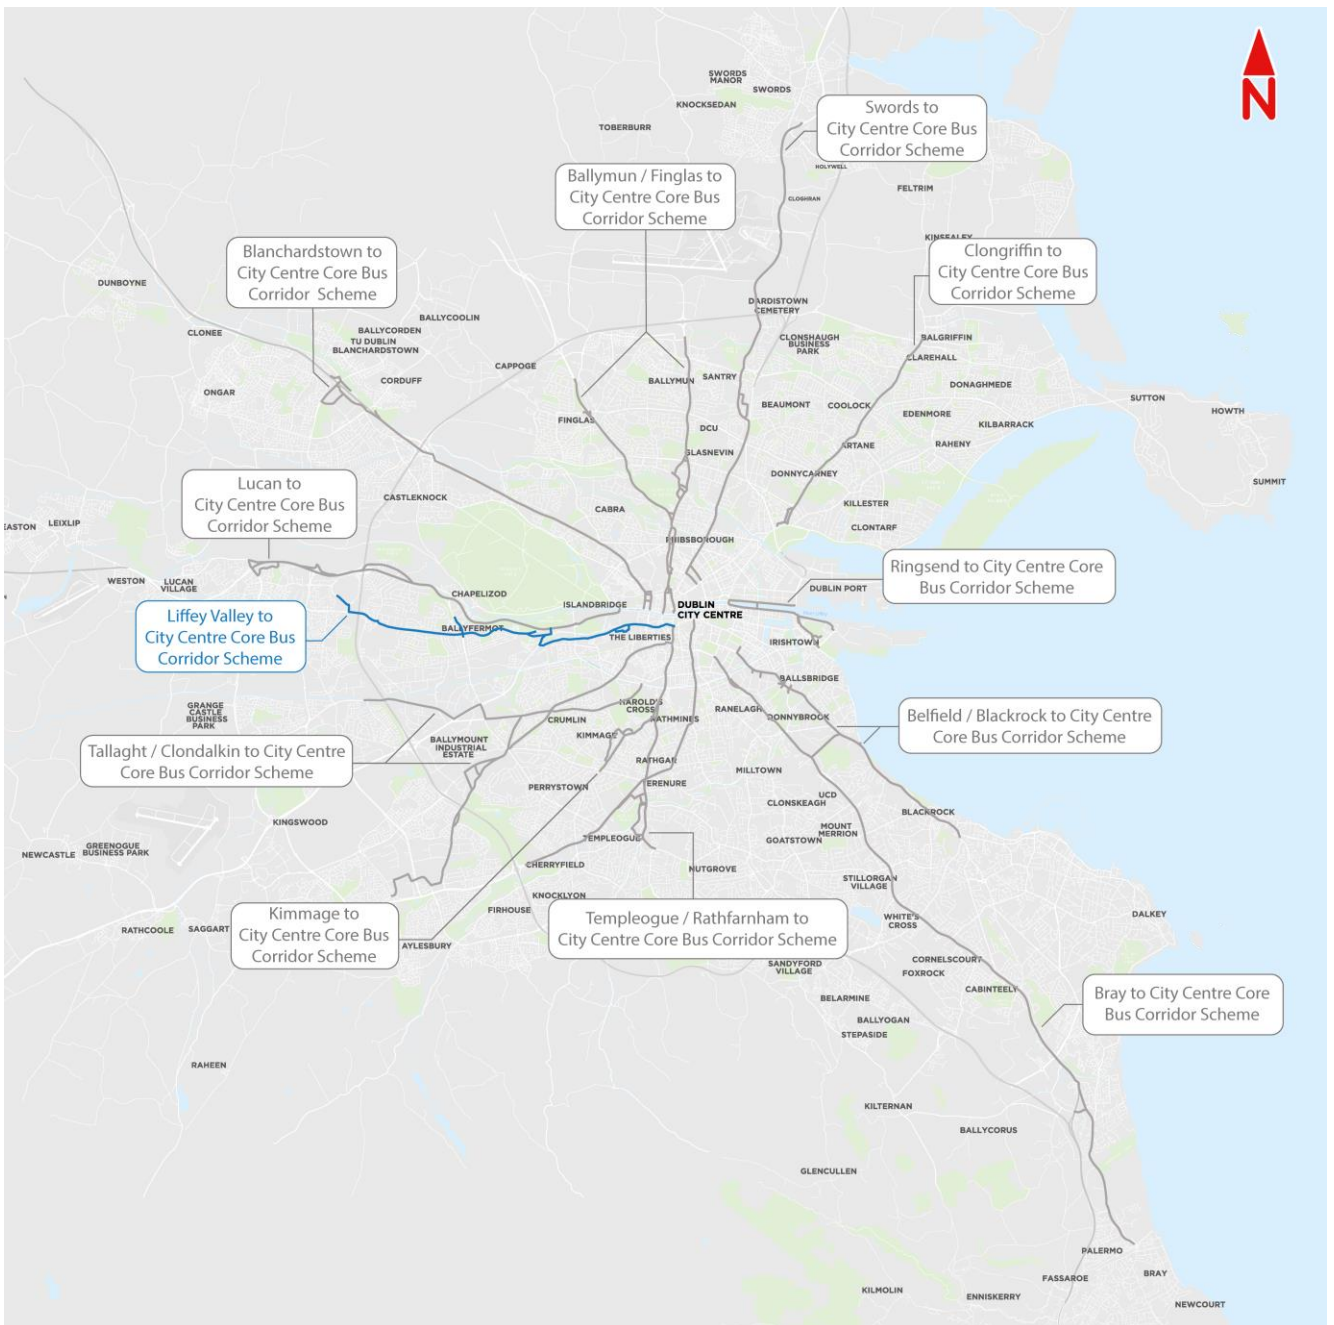 SWORDS
MANOR
SWORDS
KNOCKSEDAN
TOBERBURR
N
Swords to
City Centre Core Bus
Corridor Scheme
HOLYWELL
FELTRIM
CLOGHRAN
Ballymun / Finglas to
City Centre Core Bus
Corridor Scheme
KINSEALEY
Clongriffin to
City Centre Core Bus
Corridor Scheme
Blanchardstown to
City Centre Core Bus
Corridor Scheme
DUNBOYNE
CLONEE
BALLYCOOLIN
BALLYCORDEN
TU DUBLIN
BLANCHARDSTOWN
CORDUFF
CAPPOGE
ONGAR
DARDISTOWN
CEMETERY
CLONSHAUGH
BUSINESS
PARK
BALGRIFFIN
CLAREHALL
BALLYMUN
SANTRY
DONAGHMEDE
BEAUMONT
COOLOCK
EDENMORE
KILBARRACK
SUTTON
HOWTH
SUMMIT
FINGLAS
DCU
GLASNEVIN
ARTANE
RAHENY
DONNYCARNEY
KILLESTER
CLONTARF
Lucan to
City Centre Core Bus
Corridor Scheme
CASTLEKNOCK
CABRA
PHIBSBOROUGH
EASTON
LEIXLIP
WESTON
LUCAN
VILLAGE
Ringsend to City Centre Core
Bus Corridor Scheme
DUBLIN PORT
CHAPELIZOD
ISLANDBRIDGE
DUBLIN
CITY CENTRE
Liffey Valley to
City Centre Core Bus
Corridor Scheme
BALLYFERMOT
THE LIBERTIES
IRISHTOWN
BALLSBRIDGE
GRANGE
CASTLE
BUSINESS
PARK
HAROLD'S
CROSS
RATHMINES
RANELAGH
DONNYBROOK
CRUMLIN
KIMMAGE
Belfield / Blackrock to City Centre
Core Bus Corridor Scheme
Tallaght / Clondalkin to City Centre
Core Bus Corridor Scheme
BALLYMOUNT
INDUSTRIAL
ESTATE
RATHGAR
MILLTOWN
PERRYSTOWN
TERENURE
UCD
CLONSKEAGH
MOUNT
MERRION
BLACKROCK
KINGSWOOD
GREENOGUE
BUSINESS PARK
NEWCASTLE
TEMPLEOGUE
GOATSTOWN
CHERRYFIELD
NUTGROVE
STILLORGAN
VILLAGE
KNOCKLYON
FIRHOUSE
Kimmage to
City Centre Core Bus
Corridor Scheme
Templeogue / Rathfarnham to
City Centre Core Bus Corridor Scheme
WHITE'S
CROSS
DALKEY
RATHCOOLE
SAGGART
AYLESBURY
SANDYFORD
VILLAGE
CORNELSCOURT
FOXROCK
CABINTEELY
BELARMINE
Bray to City Centre Core
Bus Corridor Scheme
BALLYOGAN
STEPASIDE
RAHEEN
KILTERNAN
BALLYCORUS
GLENCULLEN
PALERMO
FASSAROE
BRAY
KILMOLIN
ENNISKERRY
NEWCOURT